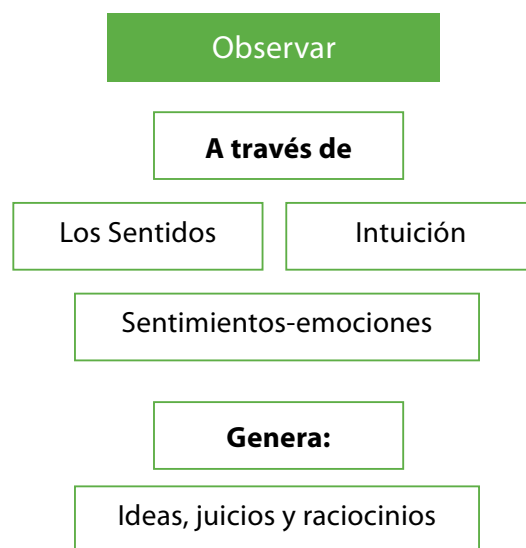 Observar
A través de
Los Sentidos
Intuición
Sentimientos-emociones
Genera:
Ideas, juicios y raciocinios